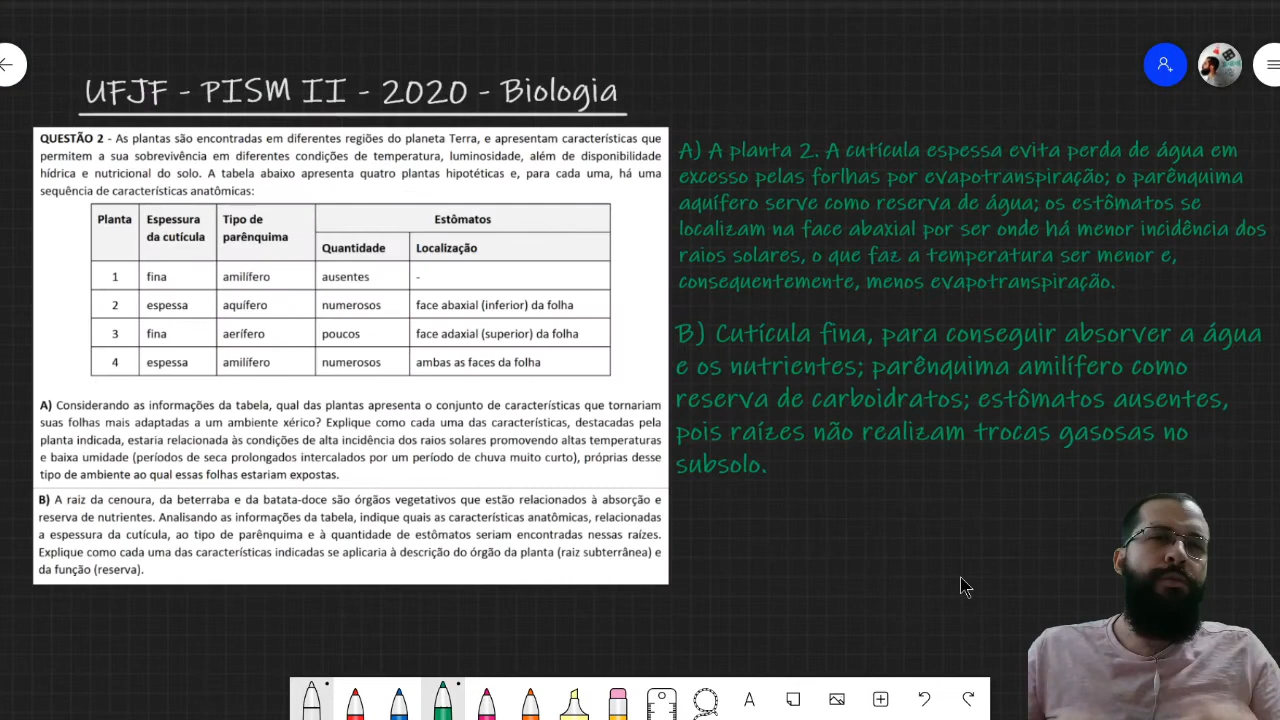 UFJF - PISM II - 2020 - Biologia
QUESTÃO 2 - As plantas são encontradas em diferentes regiões do planeta Terra, e apresentam características que
permitem a sua sobrevivência em diferentes condições de temperatura, luminosidade, além de disponibilidade
hídrica e nutricional do solo. A tabela abaixo apresenta quatro plantas hipotéticas e, para cada uma, há uma
sequência de características anatômicas:
Planta Espessura da cutícula Tipo de parênquima Estômatos
Quantidade Localização
1 fina amilífero ausentes -
2 espessa aquífero numerosos face abaxial (inferior) da folha
3 fina aerífero poucos face adaxial (superior) da folha
4 espessa amilífero numerosos ambas as faces da folha
A) Considerando as informações da tabela, qual das plantas apresenta o conjunto de características que tornariam
suas folhas mais adaptadas a um ambiente xérico? Explique como cada uma das características, destacadas pela
planta indicada, estaria relacionada às condições de alta incidência dos raios solares promovendo altas temperaturas
e baixa umidade (períodos de seca prolongados intercalados por um período de chuva muito curto), próprias desse
tipo de ambiente ao qual essas folhas estariam expostas.
B) A raiz da cenoura, da beterraba e da batata-doce são órgãos vegetativos que estão relacionados à absorção e
reserva de nutrientes. Analisando as informações da tabela, indique quais as características anatômicas, relacionadas
a espessura da cutícula, ao tipo de parênquima e à quantidade de estômatos seriam encontradas nessas raízes.
Explique como cada uma das características indicadas se aplicaria à descrição do órgão da planta (raiz subterrânea) e
da função (reserva).
A) A planta 2. A cutícula espessa evita perda de água em
excesso pelas forlhas por evapotranspiração; o parênquima
aquífero serve como reserva de água; os estômatos se
localizam na face abaxial por ser onde há menor incidência dos
raios solares, o que faz a temperatura ser menor e,
consequentemente, menos evapotranspiração.
B) Cutícula fina, para conseguir absorver a água
e os nutrientes; parênquima amilífero como
reserva de carboidratos; estômatos ausentes,
pois raízes não realizam trocas gasosas no
subsolo.
A